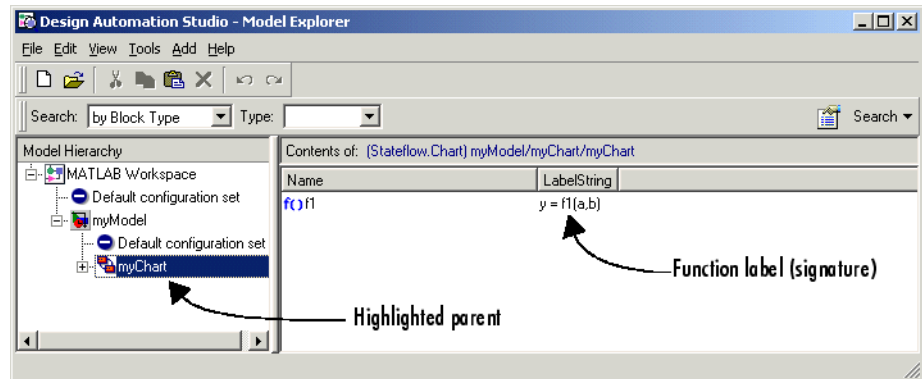 Design Automation Studio - Model Explorer
File Edit View Tools Add Help
Search: by Block Type Type: Search
Model Hierarchy
Contents of: (Stateflow.Chart) myModel/myChart/myChart
MATLAB Workspace
Name LabelString
Default configuration set
f() f1 y = f1(a,b)
myModel
Default configuration set
myChart
Function label (signature)
Highlighted parent